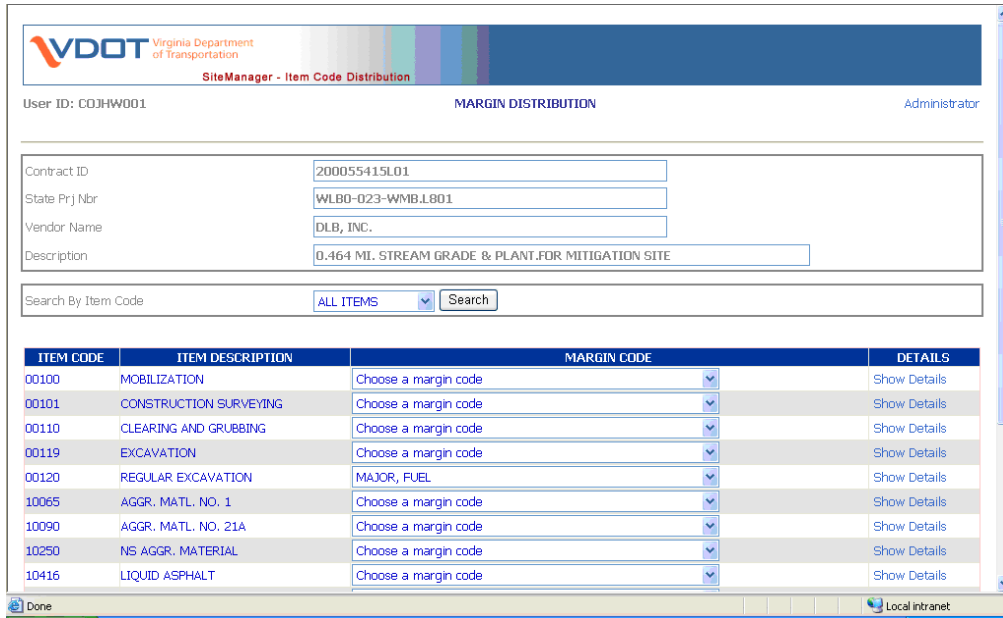 VDOT Virginia Department
of Transportation
SiteManager - Item Code Distribution
User ID: COJHW001 MARGIN DISTRIBUTION Administrator
Contract ID 200055415L01
State Prj Nbr WLB0-023-WMB.L801
Vendor Name DLB, INC.
Description 0.464 MI. STREAM GRADE & PLANT.FOR MITIGATION SITE
Search By Item Code ALL ITEMS Search
ITEM CODE ITEM DESCRIPTION MARGIN CODE DETAILS
00100 MOBILIZATION Choose a margin code Show Details
00101 CONSTRUCTION SURVEYING Choose a margin code Show Details
00110 CLEARING AND GRUBBING Choose a margin code Show Details
00119 EXCAVATION Choose a margin code Show Details
00120 REGULAR EXCAVATION MAJOR, FUEL Show Details
10065 AGGR. MATL. NO. 1 Choose a margin code Show Details
10090 AGGR. MATL. NO. 21A Choose a margin code Show Details
10250 NS AGGR. MATERIAL Choose a margin code Show Details
10416 LIQUID ASPHALT Choose a margin code Show Details
Done Local intranet